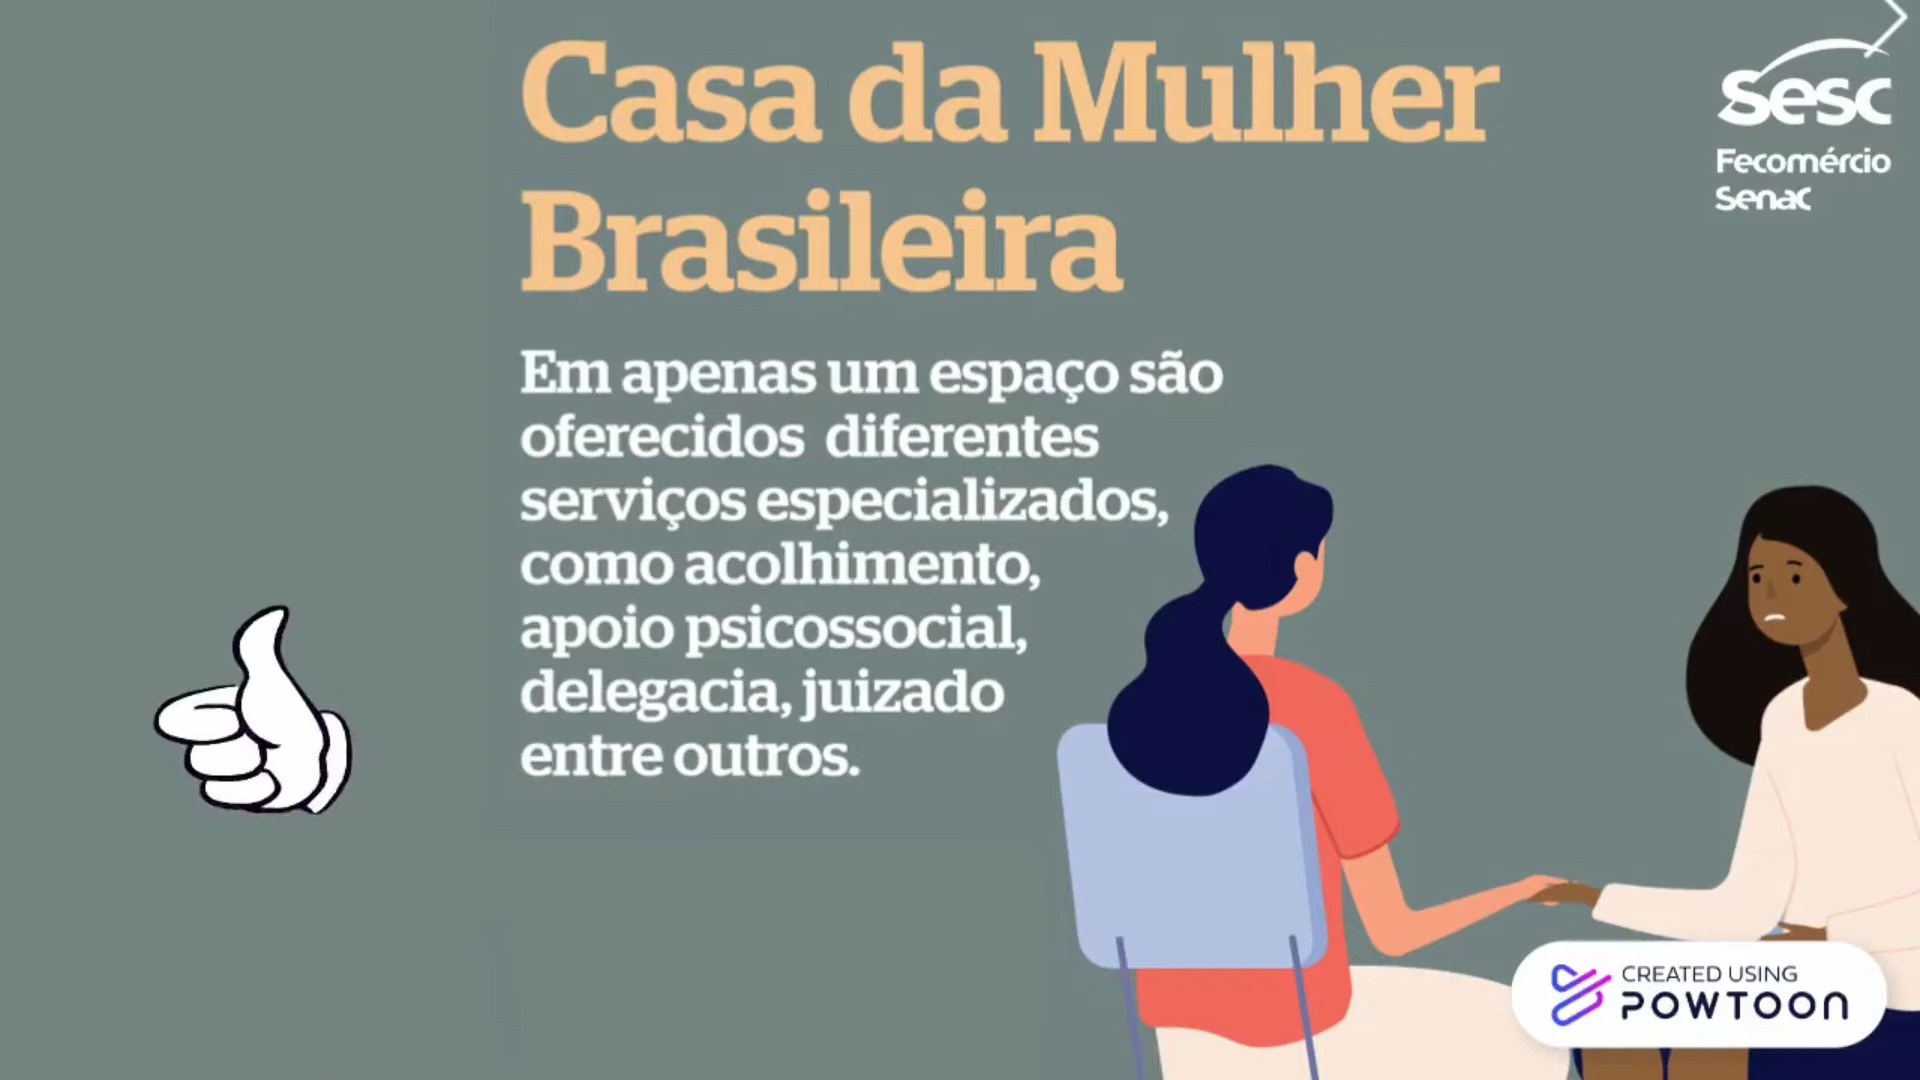 Casa da Mulher
Brasileira
Sesc
Fecomércio
Senac
Em apenas um espaço são
oferecidos diferentes
serviços especializados,
como acolhimento,
apoio psicossocial,
delegacia, juizado
entre outros.
CREATED USING
POWTOON